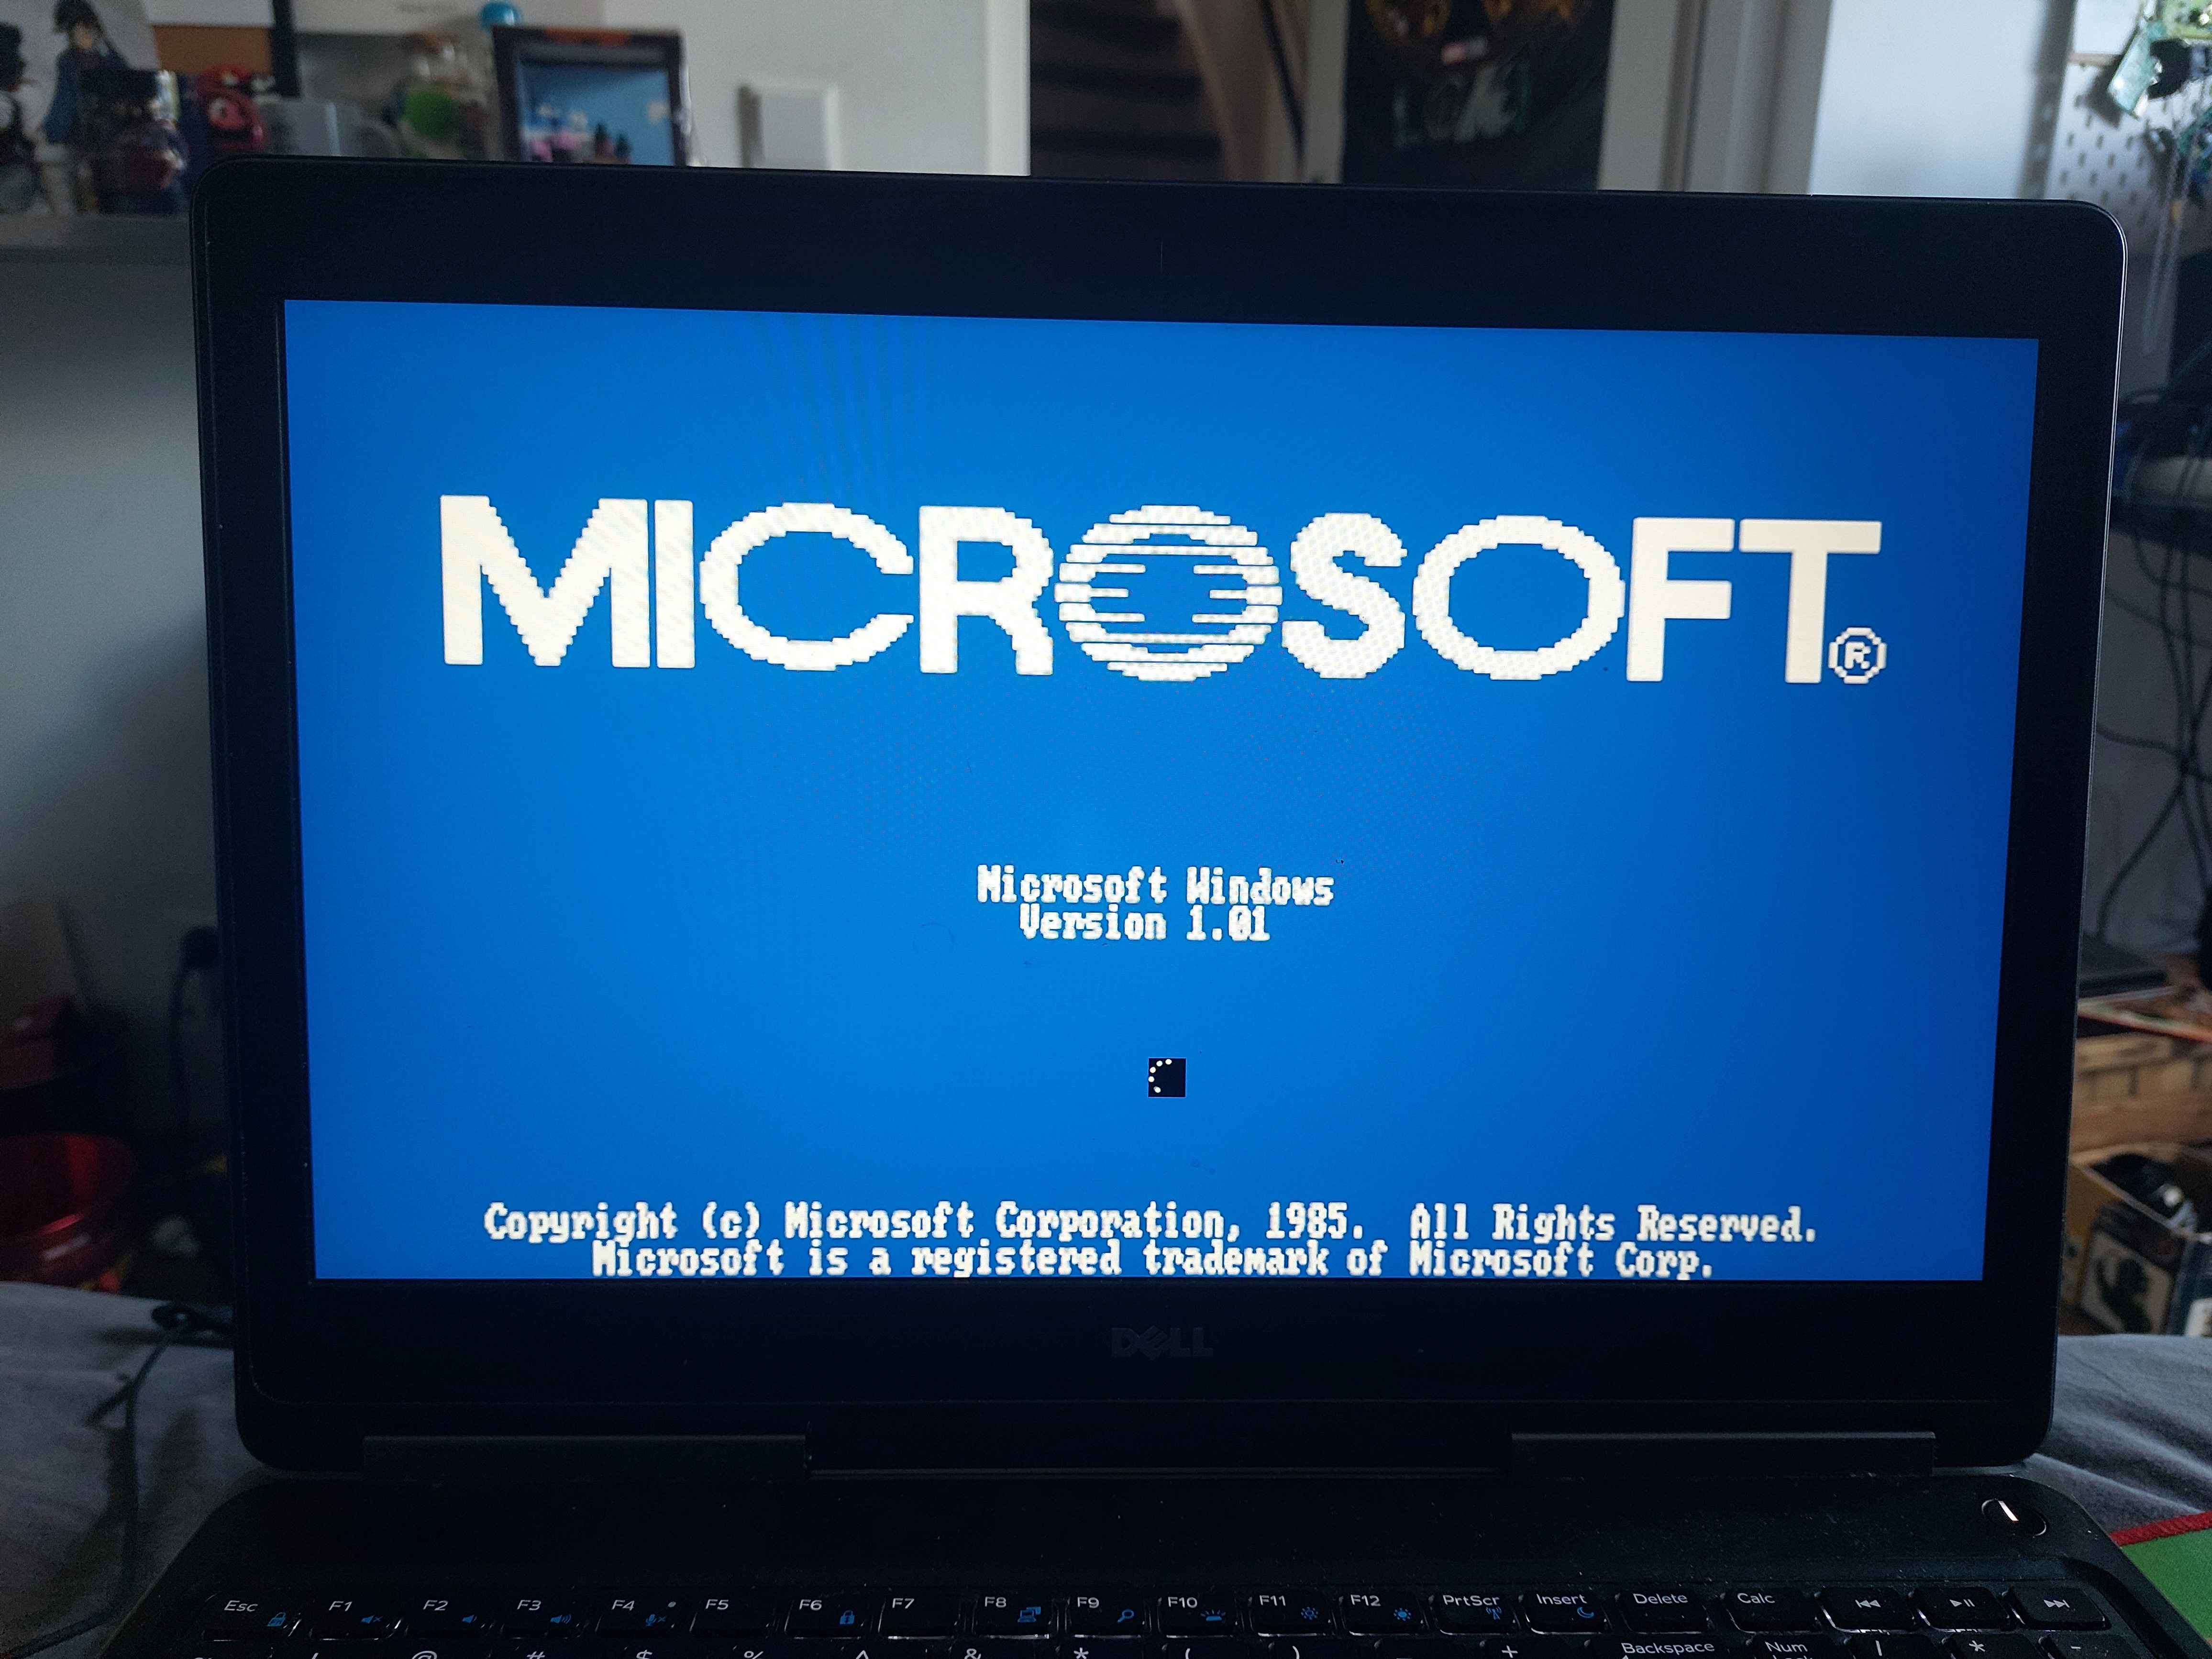 LOKI
MICROSOFT®
Microsoft Windows
Version 1.01
Copyright (c) Microsoft Corporation, 1985. All Rights Reserved.
Microsoft is a registered trademark of Microsoft Corp.
DELL
Esc F1 F2 F3 F4 F5 F6 F7 F8 F9 F10 F11 F12 PrtScr Insert Delete Calc
@ # $ % ^ & * ( ) _ + Backspace Num / * -